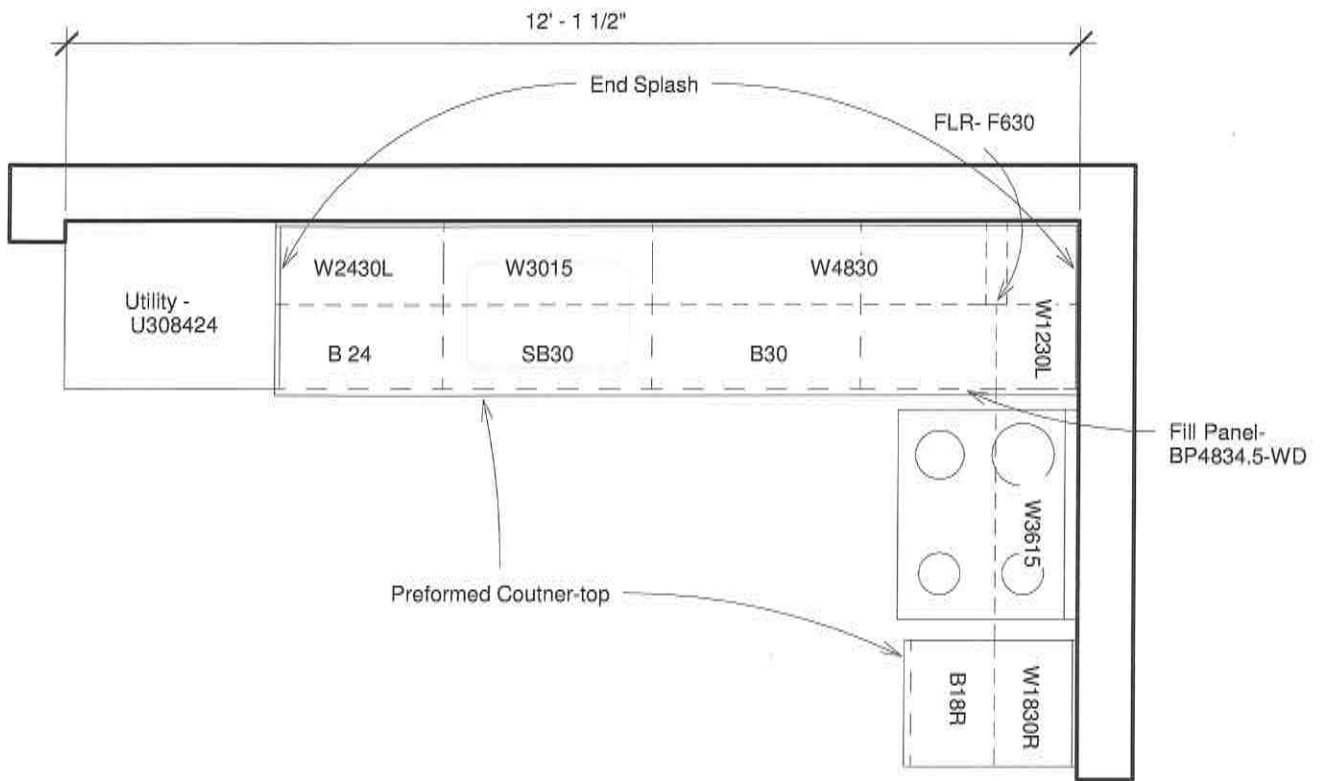 12' - 1 1/2"
End Splash
FLR- F630
W2430L
W3015
W4830
Utility -
U308424
W1230L
B 24
SB30
B30
Fill Panel-
BP4834.5-WD
W3615
Preformed Coutner-top
B18R
W1830R